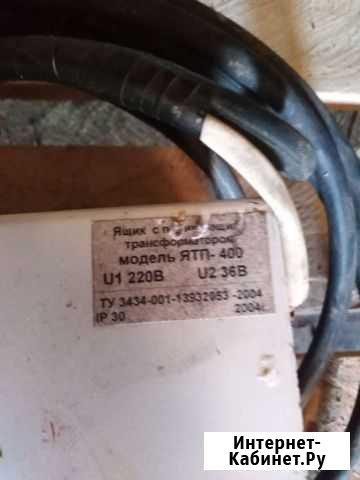 Ящик с
трансформатором
модель ЯТП- 400
U1 220В U2 36В
ТУ 3434-001-13932953 -2004
IP 30 2004г.
Интернет-
Кабинет.Ру